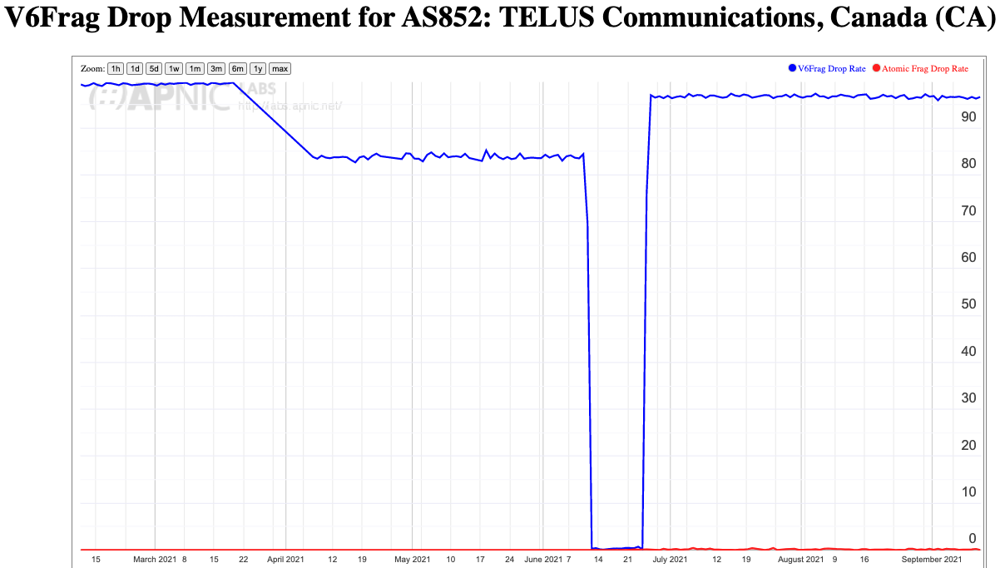 V6Frag Drop Measurement for AS852: TELUS Communications, Canada (CA)
Zoom: 1h 1d 5d 1w 1m 3m 6m 1y max
V6Frag Drop Rate Atomic Frag Drop Rate
(::) APNIC LABS
http://labs.apnic.net/
90
80
70
60
50
40
30
20
10
0
15 March 2021 8 15 22 April 2021 12 19 May 2021 10 17 24 June 2021 7 14 21 July 2021 12 19 August 2021 9 16 September 2021